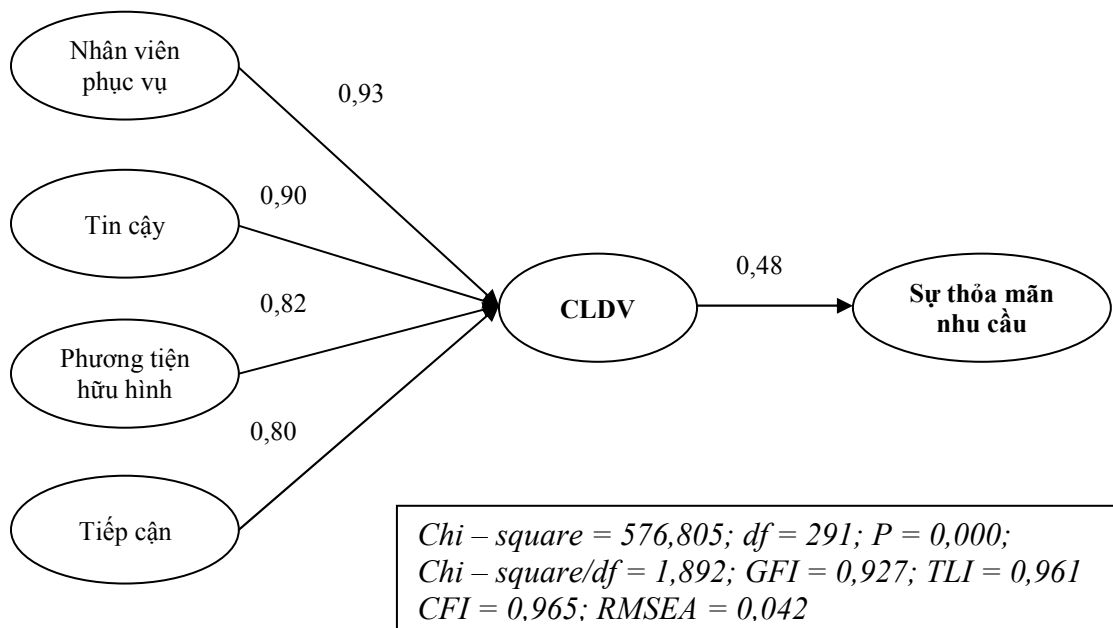 Nhân viên
phục vụ
0,93
0,90
Tin cậy
0,48
CLDV
Sự thỏa mãn
nhu cầu
0,82
Phương tiện
hữu hình
0,80
Tiếp cận
Chi – square = 576,805; df = 291; P = 0,000;
Chi – square/df = 1,892; GFI = 0,927; TLI = 0,961
CFI = 0,965; RMSEA = 0,042